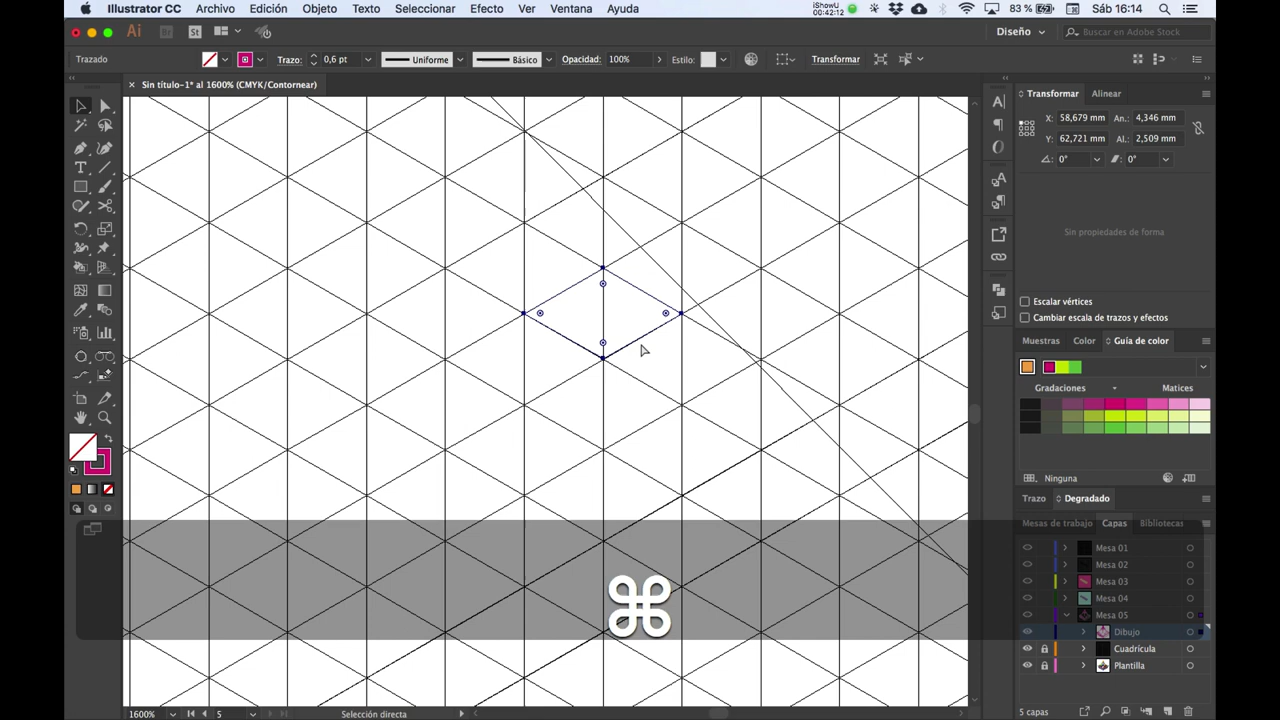 Illustrator CC Archivo Edición Objeto Texto Seleccionar Efecto Ver Ventana Ayuda iShowU 00:42:12 83 % Sáb 16:14
Ai Br St Diseño Buscar en Adobe Stock
Trazado Trazo: 0,6 pt Uniforme Básico Opacidad: 100% Estilo: Transformar
× Sin título-1* al 1600% (CMYK/Contornear)
Transformar Alinear
X: 58,679 mm An.: 4,346 mm
Y: 62,721 mm Al.: 2,509 mm
0° 0°
Sin propiedades de forma
Escalar vértices
Cambiar escala de trazos y efectos
Muestras Color Guía de color
Gradaciones Matices
Ninguna
Trazo Degradado
Mesas de trabajo Capas Bibliotecas
Mesa 01
Mesa 02
Mesa 03
Mesa 04
Mesa 05
Dibujo
Cuadrícula
Plantilla
⌘
1600% 5 Selección directa 5 capas